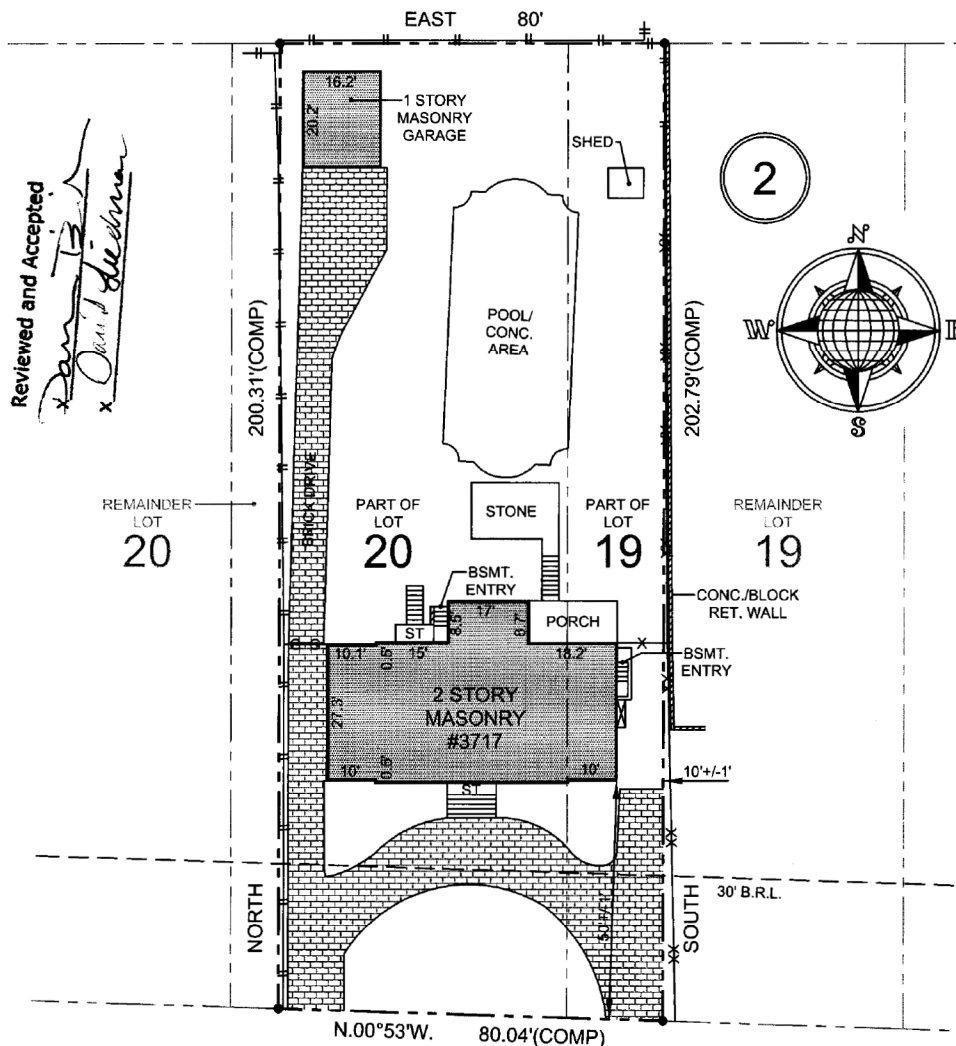 EAST 80'
16.2'
20.2'
1 STORY
MASONRY
GARAGE
SHED
2
Reviewed and Accepted
x
x David Friedman
N
W
E
S
POOL/
CONC.
AREA
200.31'(COMP)
202.79'(COMP)
BRICK DRIVE
REMAINDER
LOT
20
PART OF
LOT
20
STONE
PART OF
LOT
19
REMAINDER
LOT
19
BSMT.
ENTRY
CONC./BLOCK
RET. WALL
ST
17'
8.5'
8.7'
PORCH
10.1'
0.5'
15'
18.2'
BSMT.
ENTRY
27.3'
2 STORY
MASONRY
#3717
10'
0.5'
10'
ST
10'+/-1'
30' B.R.L.
50'+/-1'
NORTH
SOUTH
N.00°53'W. 80.04'(COMP)